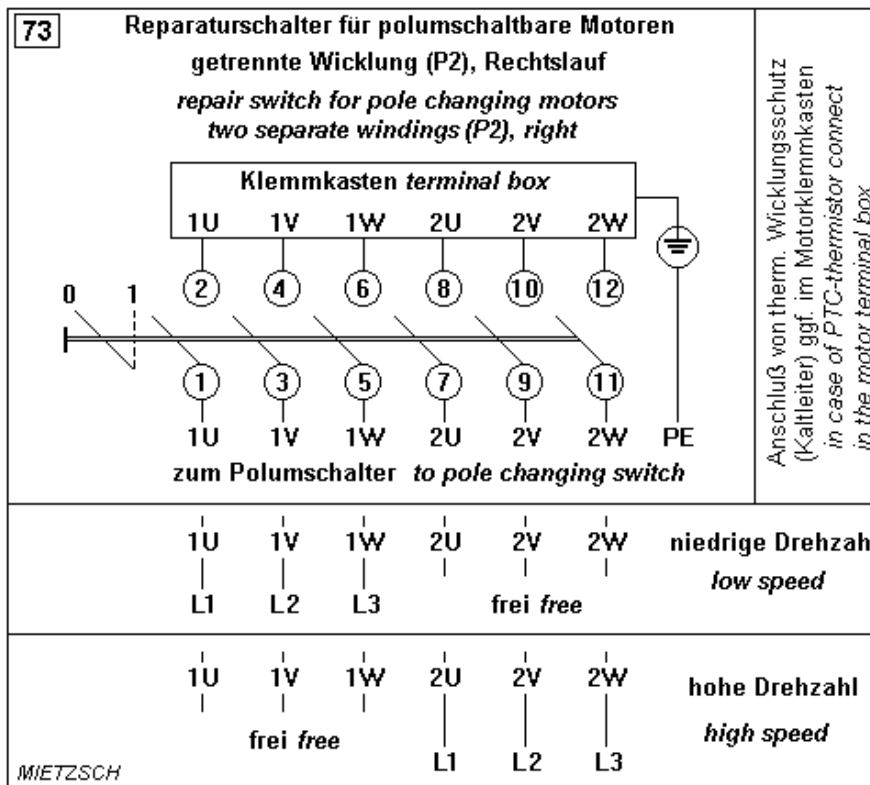 73
Reparaturschalter für polumschaltbare Motoren
getrennte Wicklung (P2), Rechtslauf
repair switch for pole changing motors
two separate windings (P2), right
Klemmkasten terminal box
1U 1V 1W 2U 2V 2W
2 4 6 8 10 12
0 1
1 3 5 7 9 11
1U 1V 1W 2U 2V 2W PE
zum Polumschalter to pole changing switch
Anschluß von therm. Wicklungsschutz
(Kaltleiter) ggf. im Motorklemmkasten
in case of PTC-thermistor connect
in the motor terminal box
1U 1V 1W 2U 2V 2W niedrige Drehzah
low speed
L1 L2 L3 frei free
1U 1V 1W 2U 2V 2W hohe Drehzahl
frei free high speed
L1 L2 L3
MIETZSCH